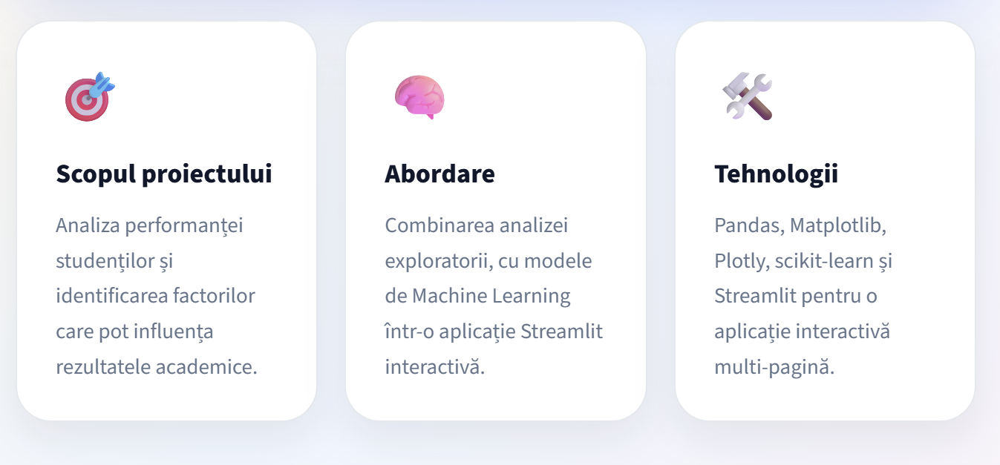 Scopul proiectului
Analiza performanței
studenților și
identificarea factorilor
care pot influența
rezultatele academice.
Abordare
Combinarea analizei
exploratorii, cu modele
de Machine Learning
într-o aplicație Streamlit
interactivă.
Tehnologii
Pandas, Matplotlib,
Plotly, scikit-learn și
Streamlit pentru o
aplicație interactivă
multi-pagină.